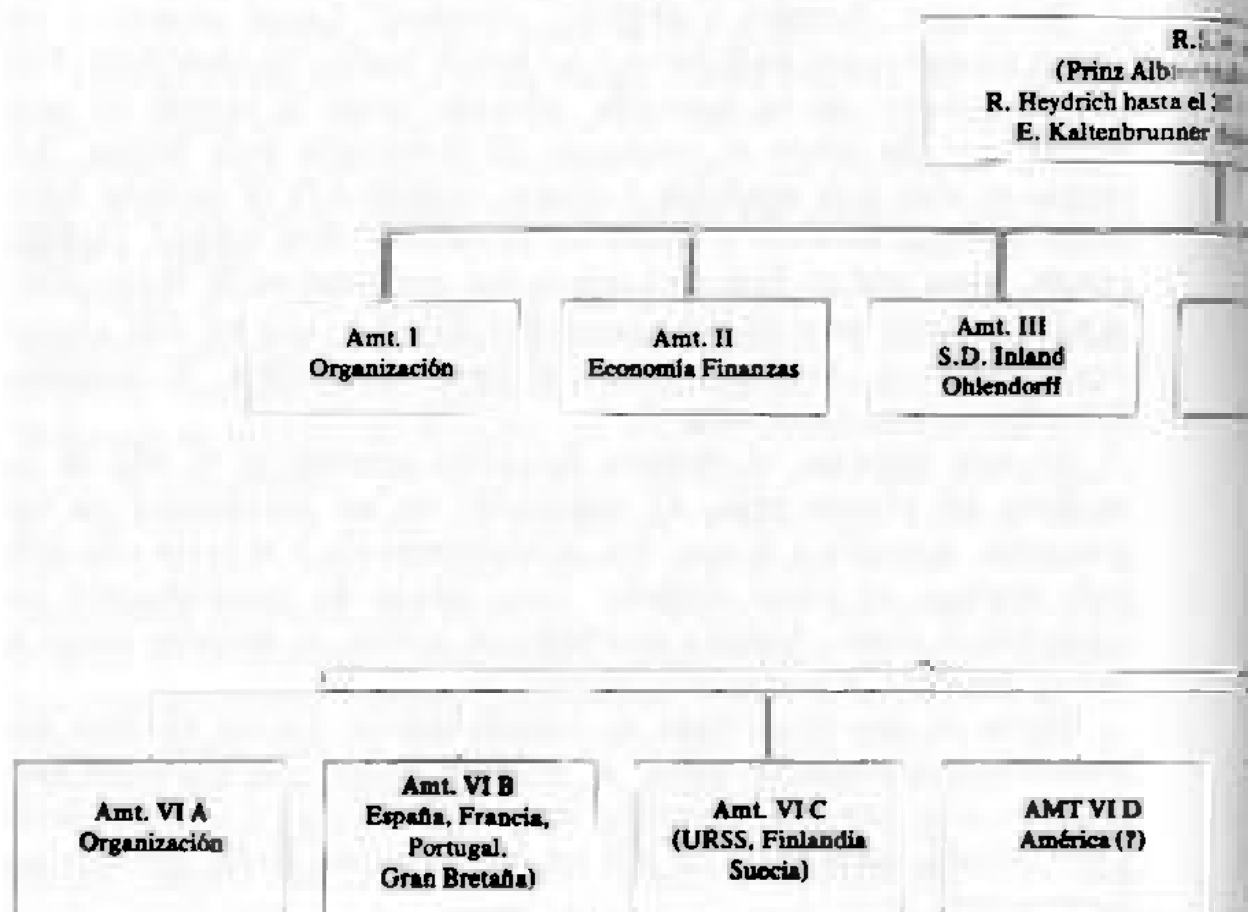 R.S.
(Prinz Alb
R. Heydrich hasta el
E. Kaltenbrunner
Amt. I
Organización
Amt. II
Economía Finanzas
Amt. III
S.D. Inland
Ohlendorff
Amt. VI A
Organización
Amt. VI B
España, Francia,
Portugal,
Gran Bretaña)
Amt. VI C
(URSS, Finlandia
Suecia)
AMT VI D
América (?)